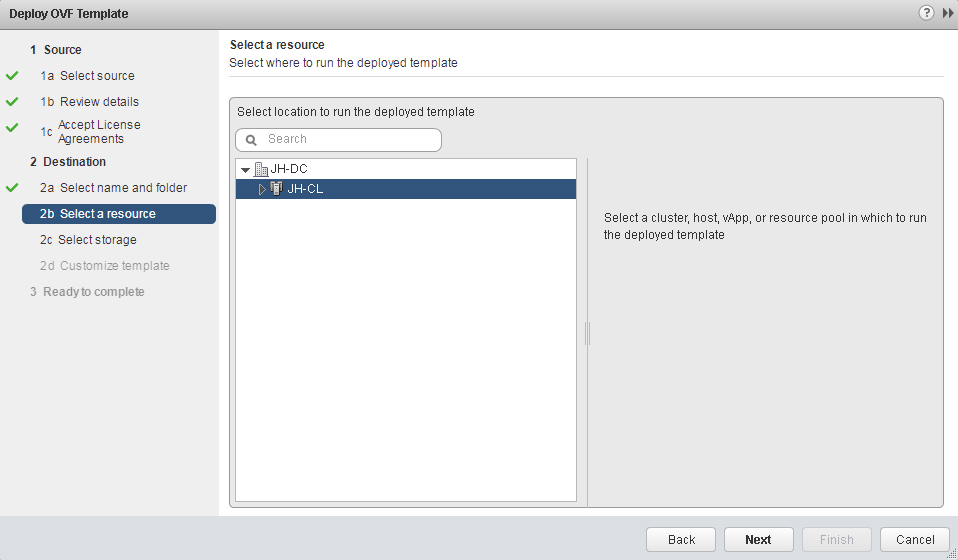 Deploy OVF Template
?
1 Source
1a Select source
1b Review details
1c Accept License
Agreements
2 Destination
2a Select name and folder
2b Select a resource
2c Select storage
2d Customize template
3 Ready to complete
Select a resource
Select where to run the deployed template
Select location to run the deployed template
Search
JH-DC
JH-CL
Select a cluster, host, vApp, or resource pool in which to run
the deployed template
Back Next Finish Cancel